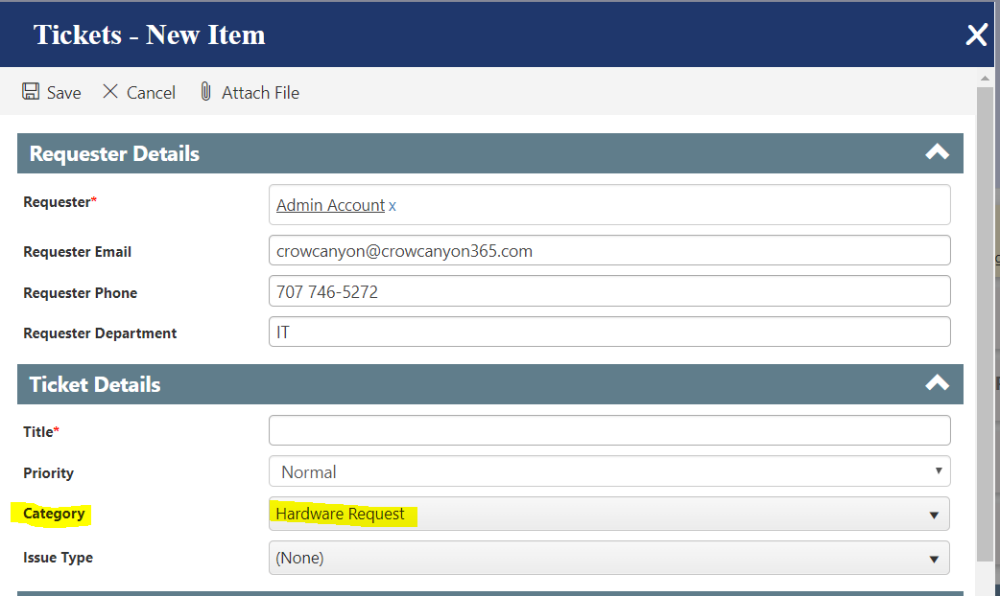 Tickets - New Item
Save Cancel Attach File
Requester Details
Requester* Admin Account x
Requester Email crowcanyon@crowcanyon365.com
Requester Phone 707 746-5272
Requester Department IT
Ticket Details
Title*
Priority Normal
Category Hardware Request
Issue Type (None)